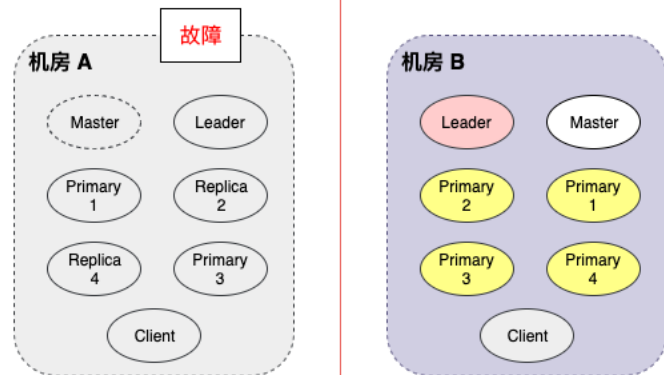 故障
机房 A
Master
Leader
Primary
1
Replica
2
Replica
4
Primary
3
Client
机房 B
Leader
Master
Primary
2
Primary
1
Primary
3
Primary
4
Client